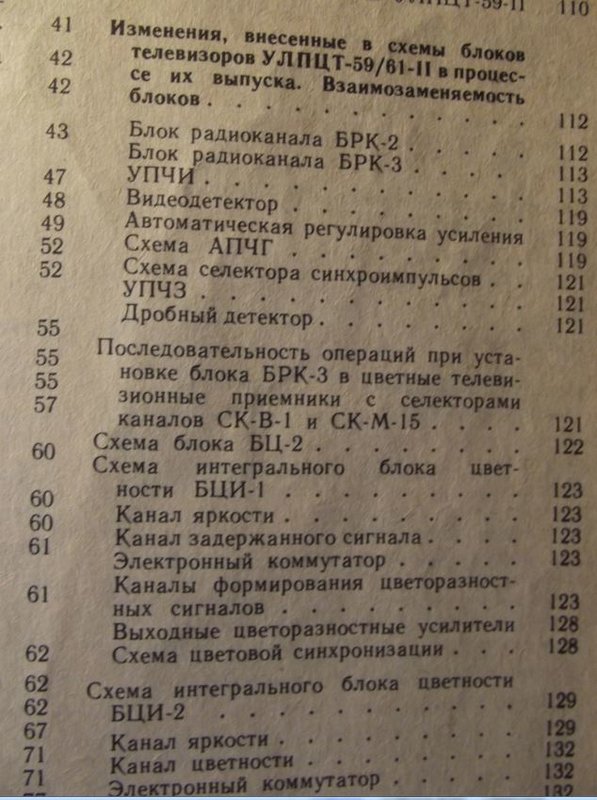 УЛПЦТ-59-II 110
41
42
42
43
47
48
49
52
52
55
55
55
57
60
60
60
61
61
62
62
62
67
71
71
Изменения, внесенные в схемы блоков
телевизоров УЛПЦТ-59/61-II в процес-
се их выпуска. Взаимозаменяемость
блоков . . . . . . . . . . . 112
Блок радиоканала БРК-2 . . . . . 112
Блок радиоканала БРК-3 . . . . . 113
УПЧИ . . . . . . . . . . . 113
Видеодетектор . . . . . . . . 119
Автоматическая регулировка усиления 119
Схема АПЧГ . . . . . . . . . 119
Схема селектора синхроимпульсов . . 121
УПЧЗ . . . . . . . . . . . 121
Дробный детектор . . . . . . . 121
Последовательность операций при уста-
новке блока БРК-3 в цветные телеви-
зионные приемники с селекторами
каналов СК-В-1 и СК-М-15 . . . . 121
Схема блока БЦ-2 . . . . . . . 122
Схема интегрального блока цвет-
ности БЦИ-1 . . . . . . . . . 123
Канал яркости . . . . . . . . 123
Канал задержанного сигнала . . . . 123
Электронный коммутатор . . . . . 123
Каналы формирования цветоразност-
ных сигналов . . . . . . . . 123
Выходные цветоразностные усилители 128
Схема цветовой синхронизации . . . 128
Схема интегрального блока цветности
БЦИ-2 . . . . . . . . . . . 129
Канал яркости . . . . . . . . 129
Канал цветности . . . . . . . 132
Электронный коммутатор . . . . . 132